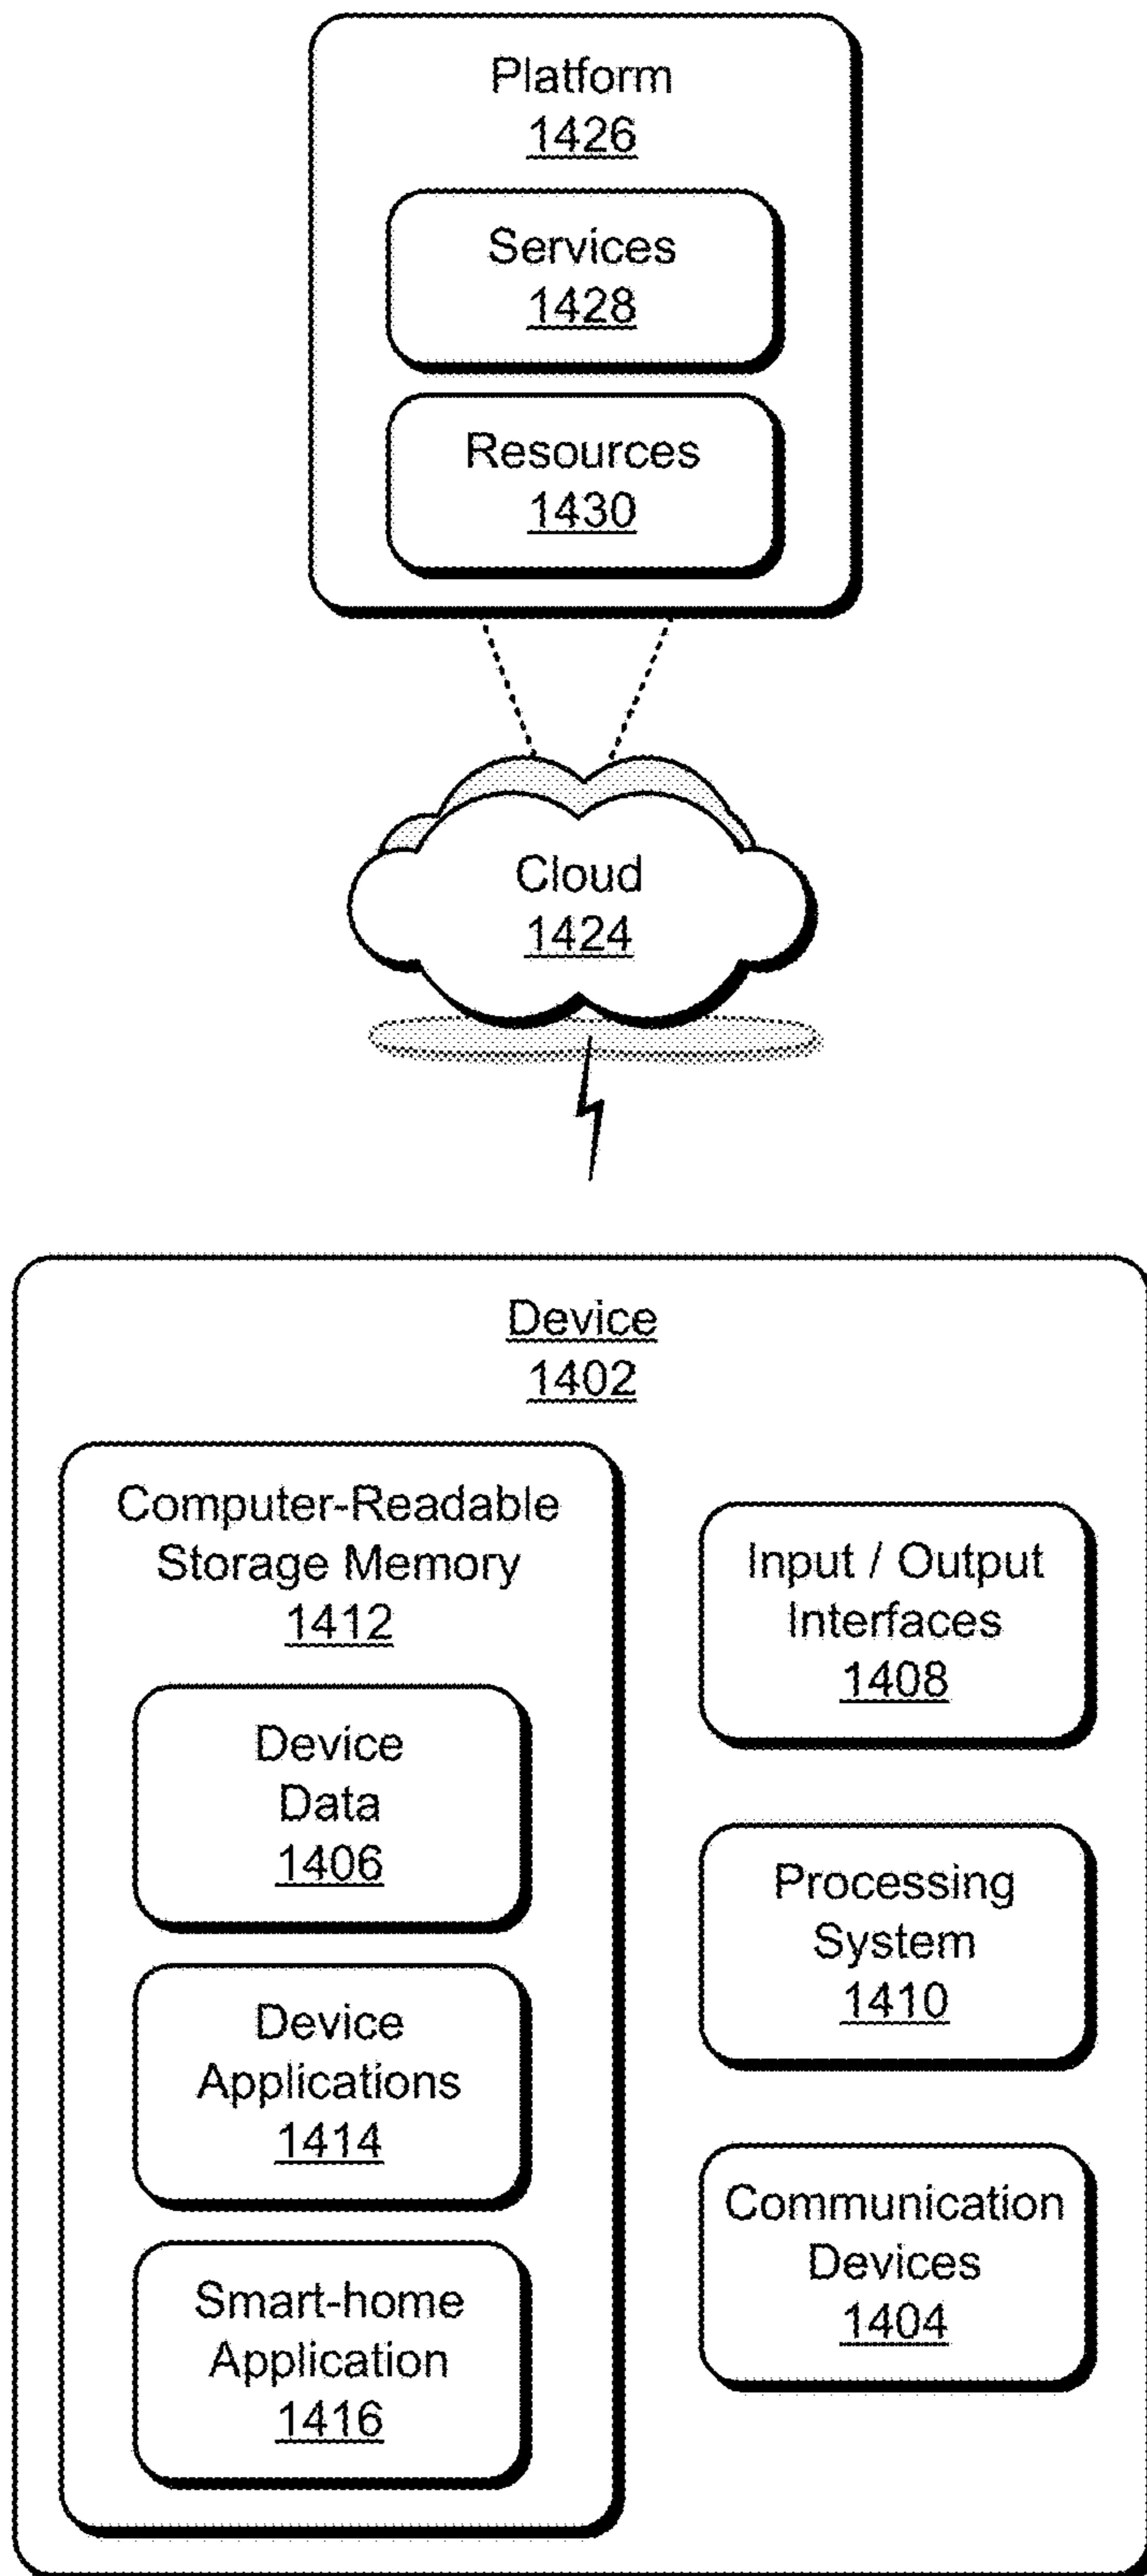 Platform
1426
Services
1428
Resources
1430
Cloud
1424
Device
1402
Computer-Readable
Storage Memory
1412
Device
Data
1406
Device
Applications
1414
Smart-home
Application
1416
Input / Output
Interfaces
1408
Processing
System
1410
Communication
Devices
1404